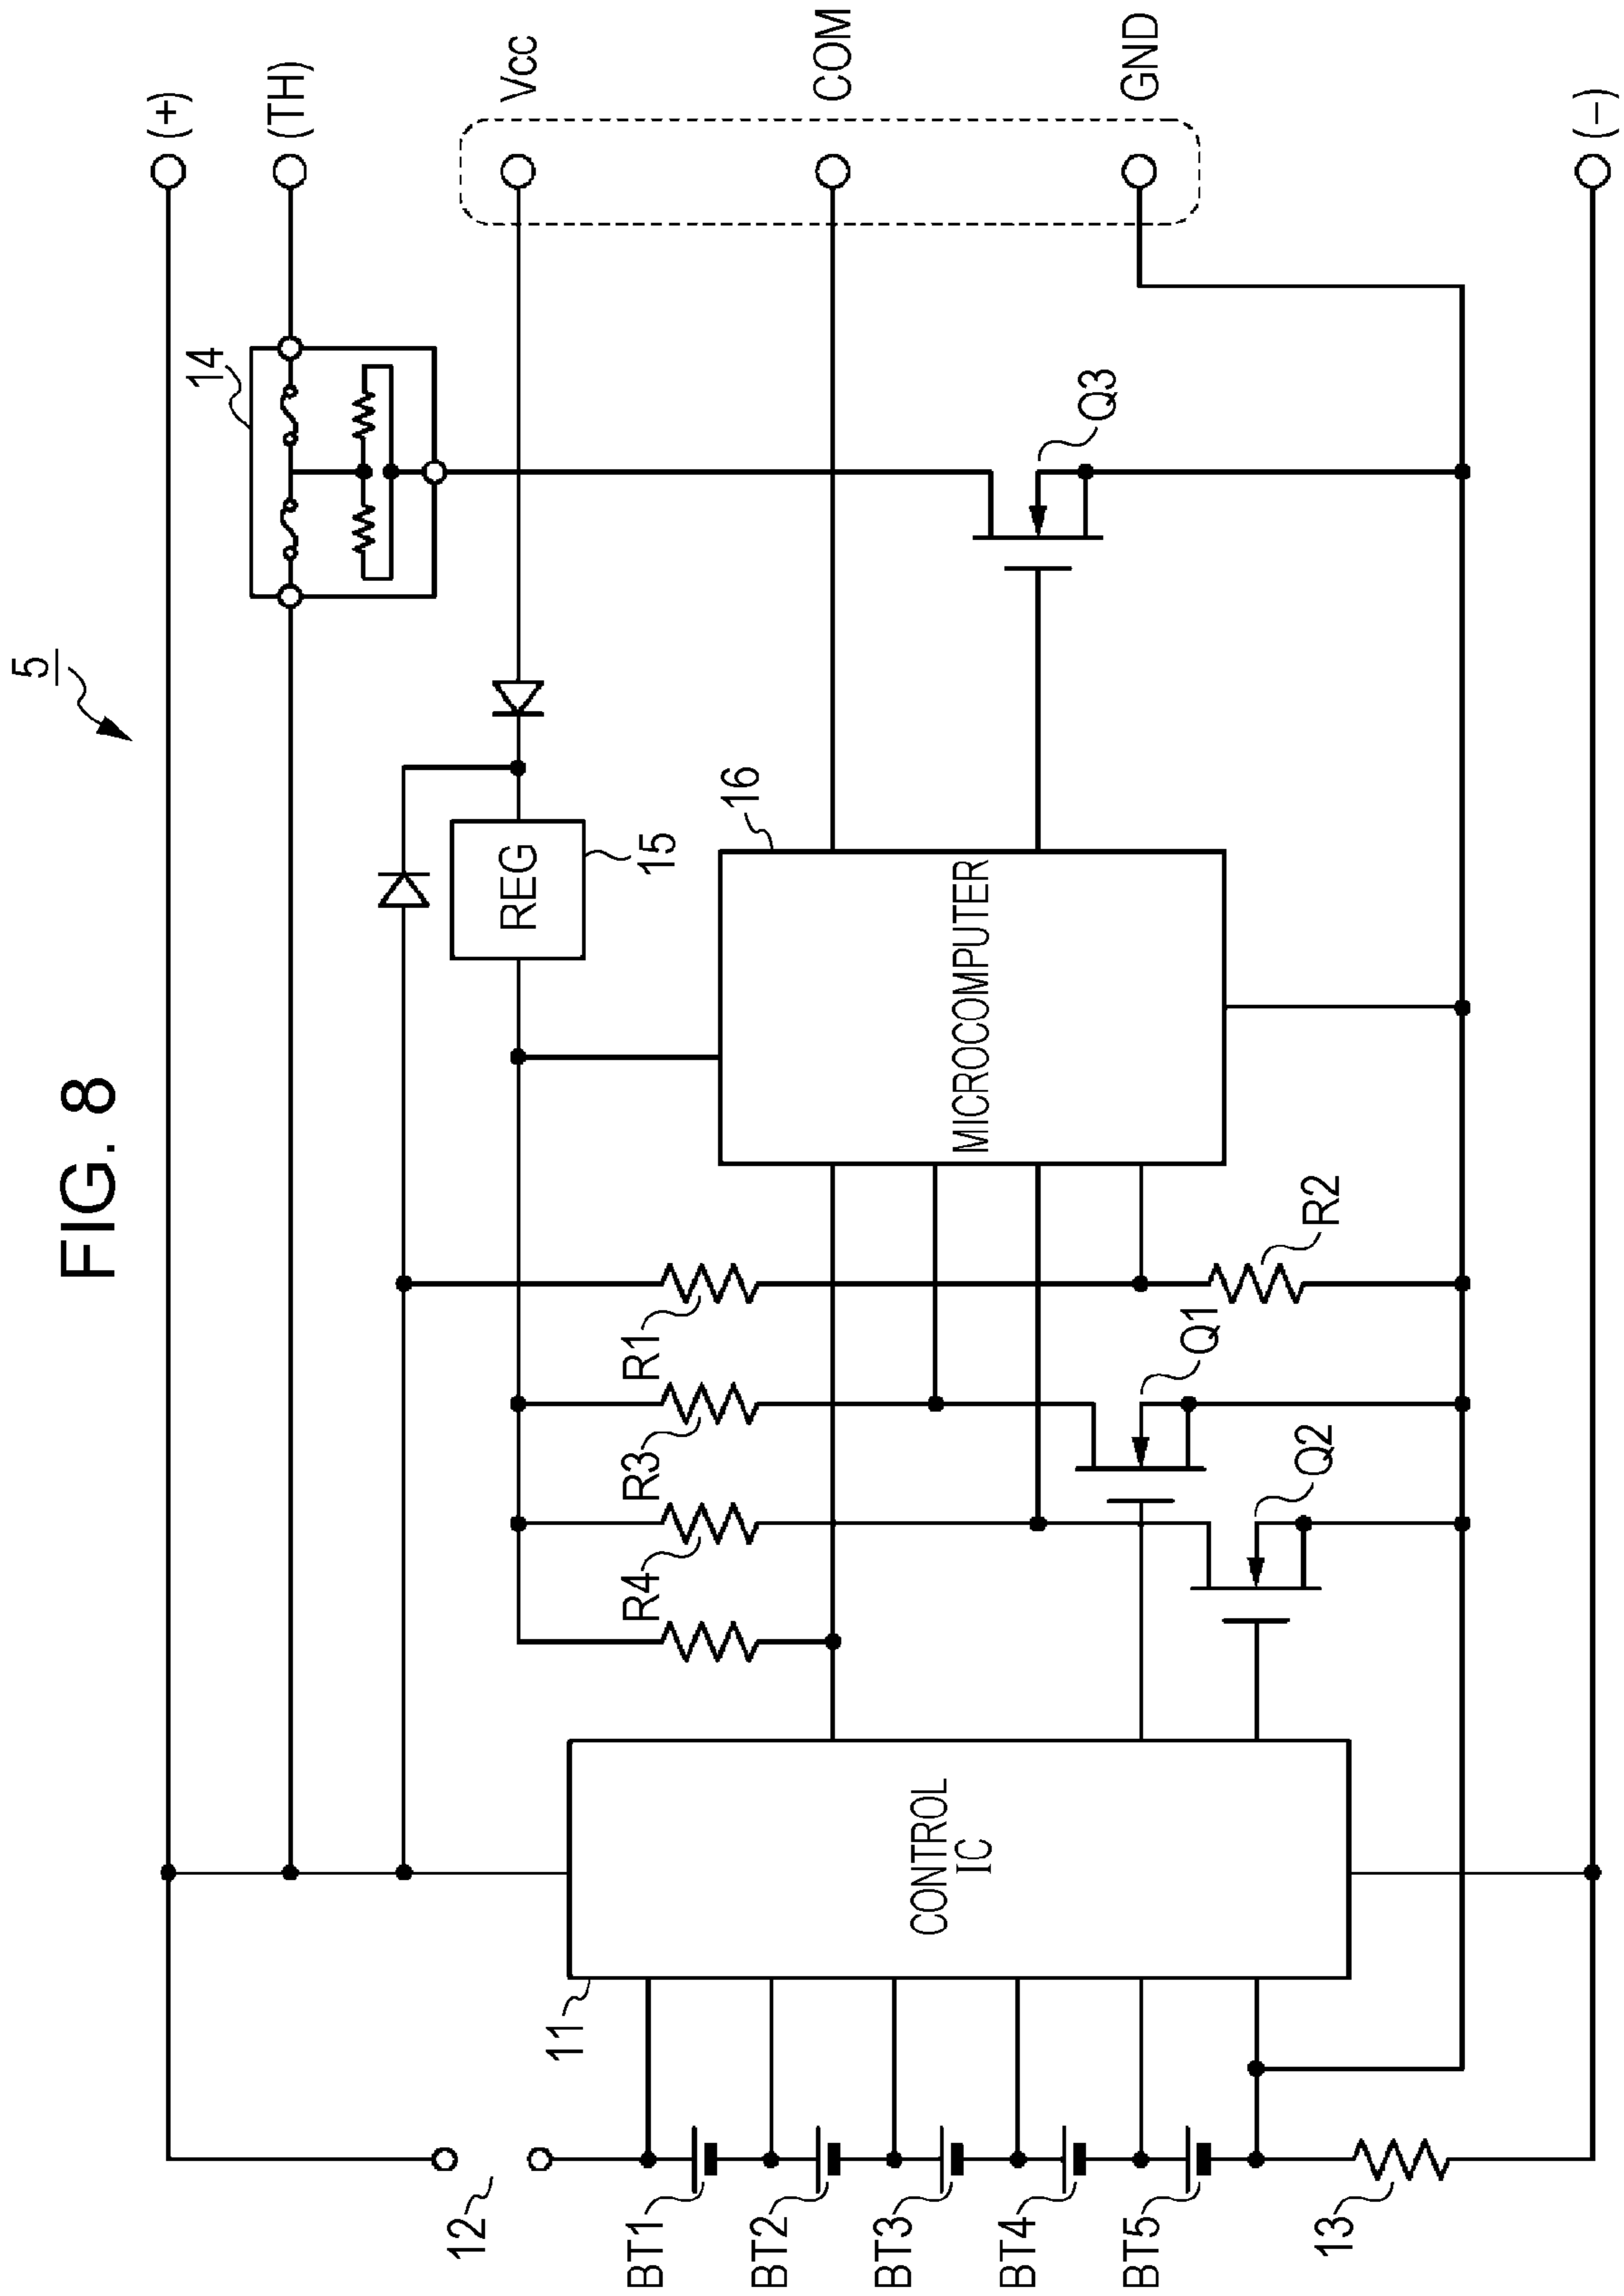 FIG. 8
5
(+)
(TH)
14
Vcc
COM
GND
(−)
Q3
REG
15
16
MICROCOMPUTER
R1
R2
R3
Q1
R4
Q2
CONTROL
IC
11
12
BT1
BT2
BT3
BT4
BT5
13